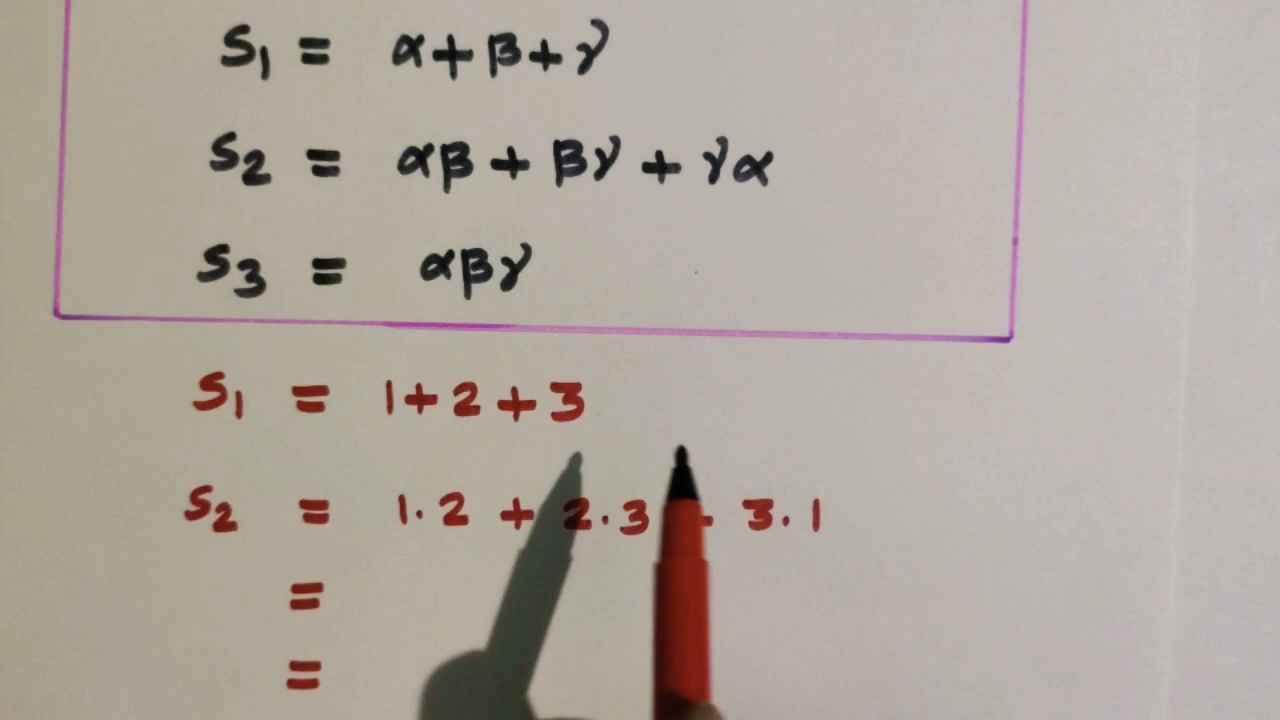 S₁ = α+β+γ
S₂ = αβ + βγ + γα
S₃ = αβγ
S₁ = 1+2+3
S₂ = 1.2 + 2.3 + 3.1
=
=